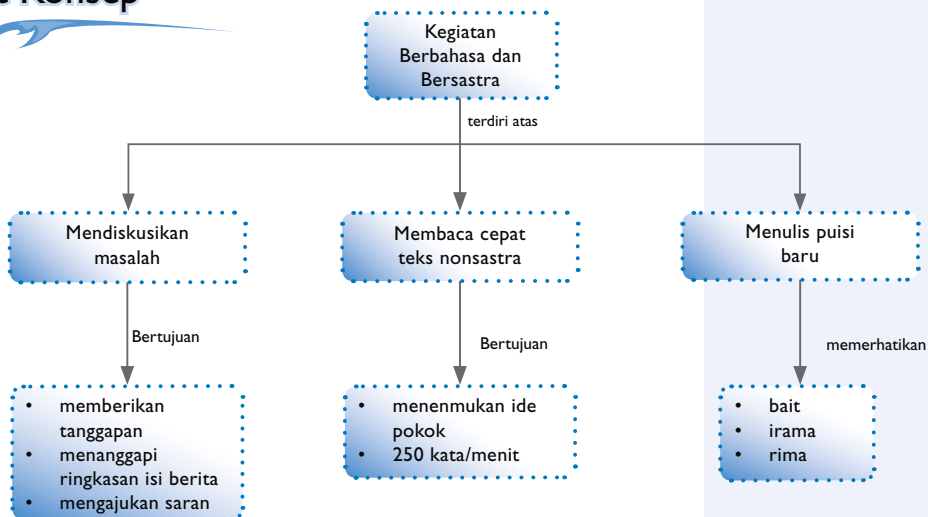 Konsep
Kegiatan
Berbahasa dan
Bersastra
terdiri atas
Mendiskusikan
masalah
Membaca cepat
teks nonsastra
Menulis puisi
baru
Bertujuan
Bertujuan
memerhatikan
• memberikan
tanggapan
• menanggapi
ringkasan isi berita
• mengajukan saran
• menenmukan ide
pokok
• 250 kata/menit
• bait
• irama
• rima